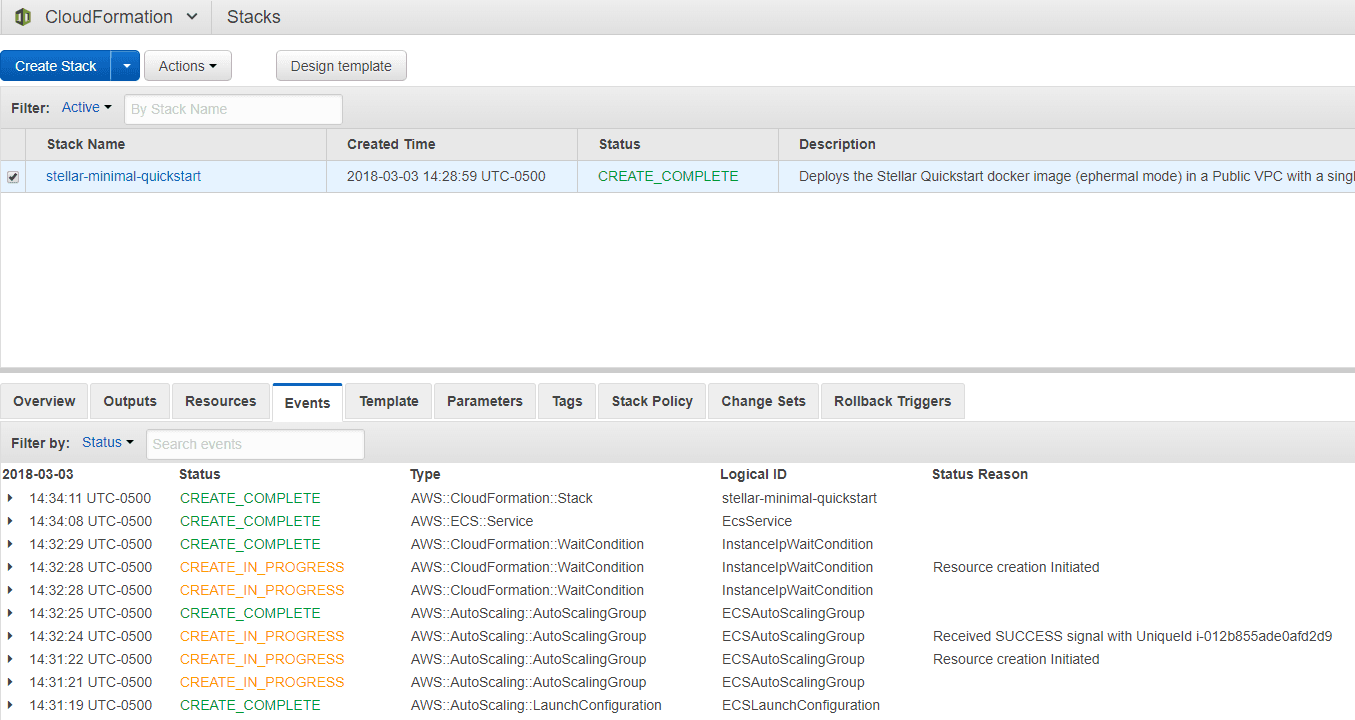 CloudFormation Stacks
Create Stack Actions Design template
Filter: Active By Stack Name
Stack Name Created Time Status Description
stellar-minimal-quickstart 2018-03-03 14:28:59 UTC-0500 CREATE_COMPLETE Deploys the Stellar Quickstart docker image (ephermal mode) in a Public VPC with a singl
Overview Outputs Resources Events Template Parameters Tags Stack Policy Change Sets Rollback Triggers
Filter by: Status Search events
2018-03-03 Status Type Logical ID Status Reason
14:34:11 UTC-0500 CREATE_COMPLETE AWS::CloudFormation::Stack stellar-minimal-quickstart
14:34:08 UTC-0500 CREATE_COMPLETE AWS::ECS::Service EcsService
14:32:29 UTC-0500 CREATE_COMPLETE AWS::CloudFormation::WaitCondition InstanceIpWaitCondition
14:32:28 UTC-0500 CREATE_IN_PROGRESS AWS::CloudFormation::WaitCondition InstanceIpWaitCondition Resource creation Initiated
14:32:28 UTC-0500 CREATE_IN_PROGRESS AWS::CloudFormation::WaitCondition InstanceIpWaitCondition
14:32:25 UTC-0500 CREATE_COMPLETE AWS::AutoScaling::AutoScalingGroup ECSAutoScalingGroup
14:32:24 UTC-0500 CREATE_IN_PROGRESS AWS::AutoScaling::AutoScalingGroup ECSAutoScalingGroup Received SUCCESS signal with UniqueId i-012b855ade0afd2d9
14:31:22 UTC-0500 CREATE_IN_PROGRESS AWS::AutoScaling::AutoScalingGroup ECSAutoScalingGroup Resource creation Initiated
14:31:21 UTC-0500 CREATE_IN_PROGRESS AWS::AutoScaling::AutoScalingGroup ECSAutoScalingGroup
14:31:19 UTC-0500 CREATE_COMPLETE AWS::AutoScaling::LaunchConfiguration ECSLaunchConfiguration